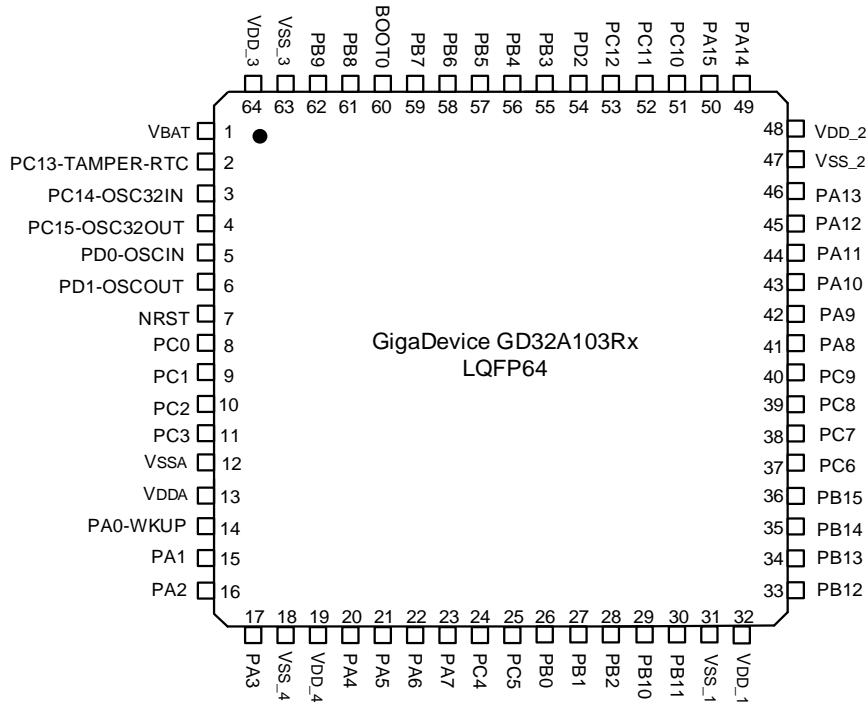 VDD_3 VSS_3 PB9 PB8 BOOT0 PB7 PB6 PB5 PB4 PB3 PD2 PC12 PC11 PC10 PA15 PA14
64 63 62 61 60 59 58 57 56 55 54 53 52 51 50 49
VBAT 1
PC13-TAMPER-RTC 2
PC14-OSC32IN 3
PC15-OSC32OUT 4
PD0-OSCIN 5
PD1-OSCOUT 6
NRST 7
PC0 8
PC1 9
PC2 10
PC3 11
VSSA 12
VDDA 13
PA0-WKUP 14
PA1 15
PA2 16
GigaDevice GD32A103Rx
LQFP64
48 VDD_2
47 VSS_2
46 PA13
45 PA12
44 PA11
43 PA10
42 PA9
41 PA8
40 PC9
39 PC8
38 PC7
37 PC6
36 PB15
35 PB14
34 PB13
33 PB12
17 18 19 20 21 22 23 24 25 26 27 28 29 30 31 32
PA3 VSS_4 VDD_4 PA4 PA5 PA6 PA7 PC4 PC5 PB0 PB1 PB2 PB10 PB11 VSS_1 VDD_1